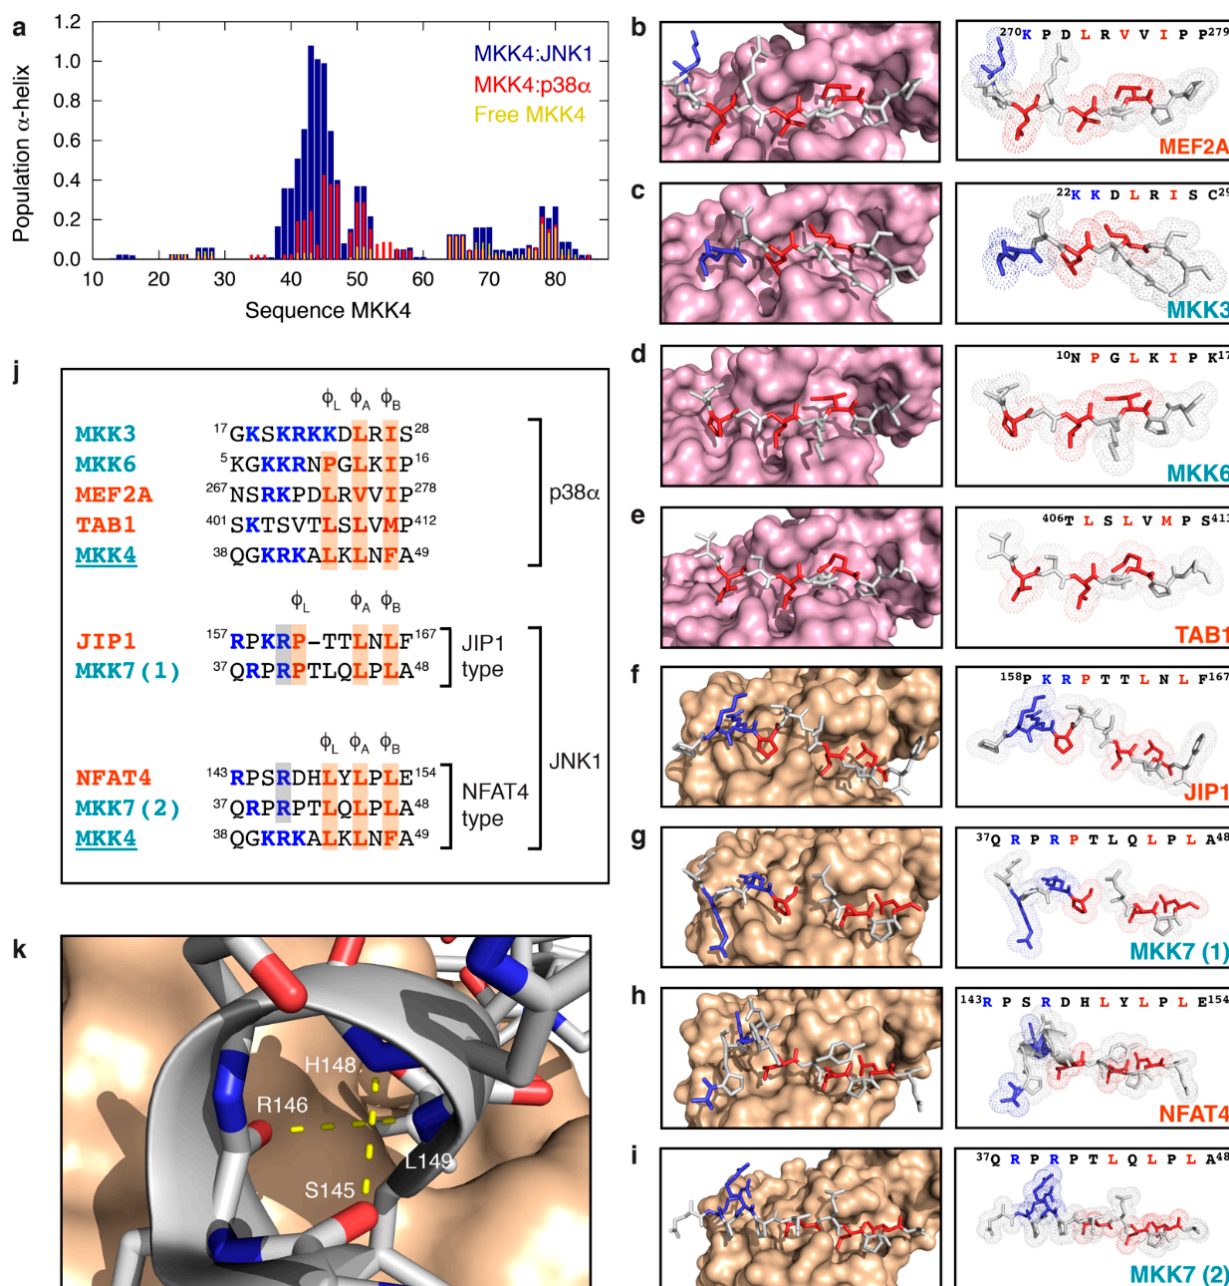 a
1.2
1.0
0.8
0.6
0.4
0.2
0.0
Population α-helix
MKK4:JNK1
MKK4:p38α
Free MKK4
10 20 30 40 50 60 70 80
Sequence MKK4
j
ϕL ϕA ϕB
MKK3 17GKSKRKKDLRIS28
MKK6 5KGKKRNPGLKIP16
MEF2A 267NSRKPDLRVVIP278
TAB1 401SKTSVTLSLVMP412
MKK4 38QGKRKALKLNFA49
p38α
ϕL ϕA ϕB
JIP1 157RPKRP–TTLNLF167
MKK7(1) 37QRPRPTLQLPLA48
JIP1
type
ϕL ϕA ϕB
NFAT4 143RPSRDHLYLPLE154
MKK7(2) 37QRPRPTLQLPLA48
MKK4 38QGKRKALKLNFA49
NFAT4
type
JNK1
k
H148
R146
L149
S145
b
270K P D L R V V I P P279
MEF2A
c
22K K D L R I S C29
MKK3
d
10N P G L K I P K17
MKK6
e
406T L S L V M P S413
TAB1
f
158P K R P T T L N L F167
JIP1
g
37Q R P R P T L Q L P L A48
MKK7 (1)
h
143R P S R D H L Y L P L E154
NFAT4
i
37Q R P R P T L Q L P L A48
MKK7 (2)